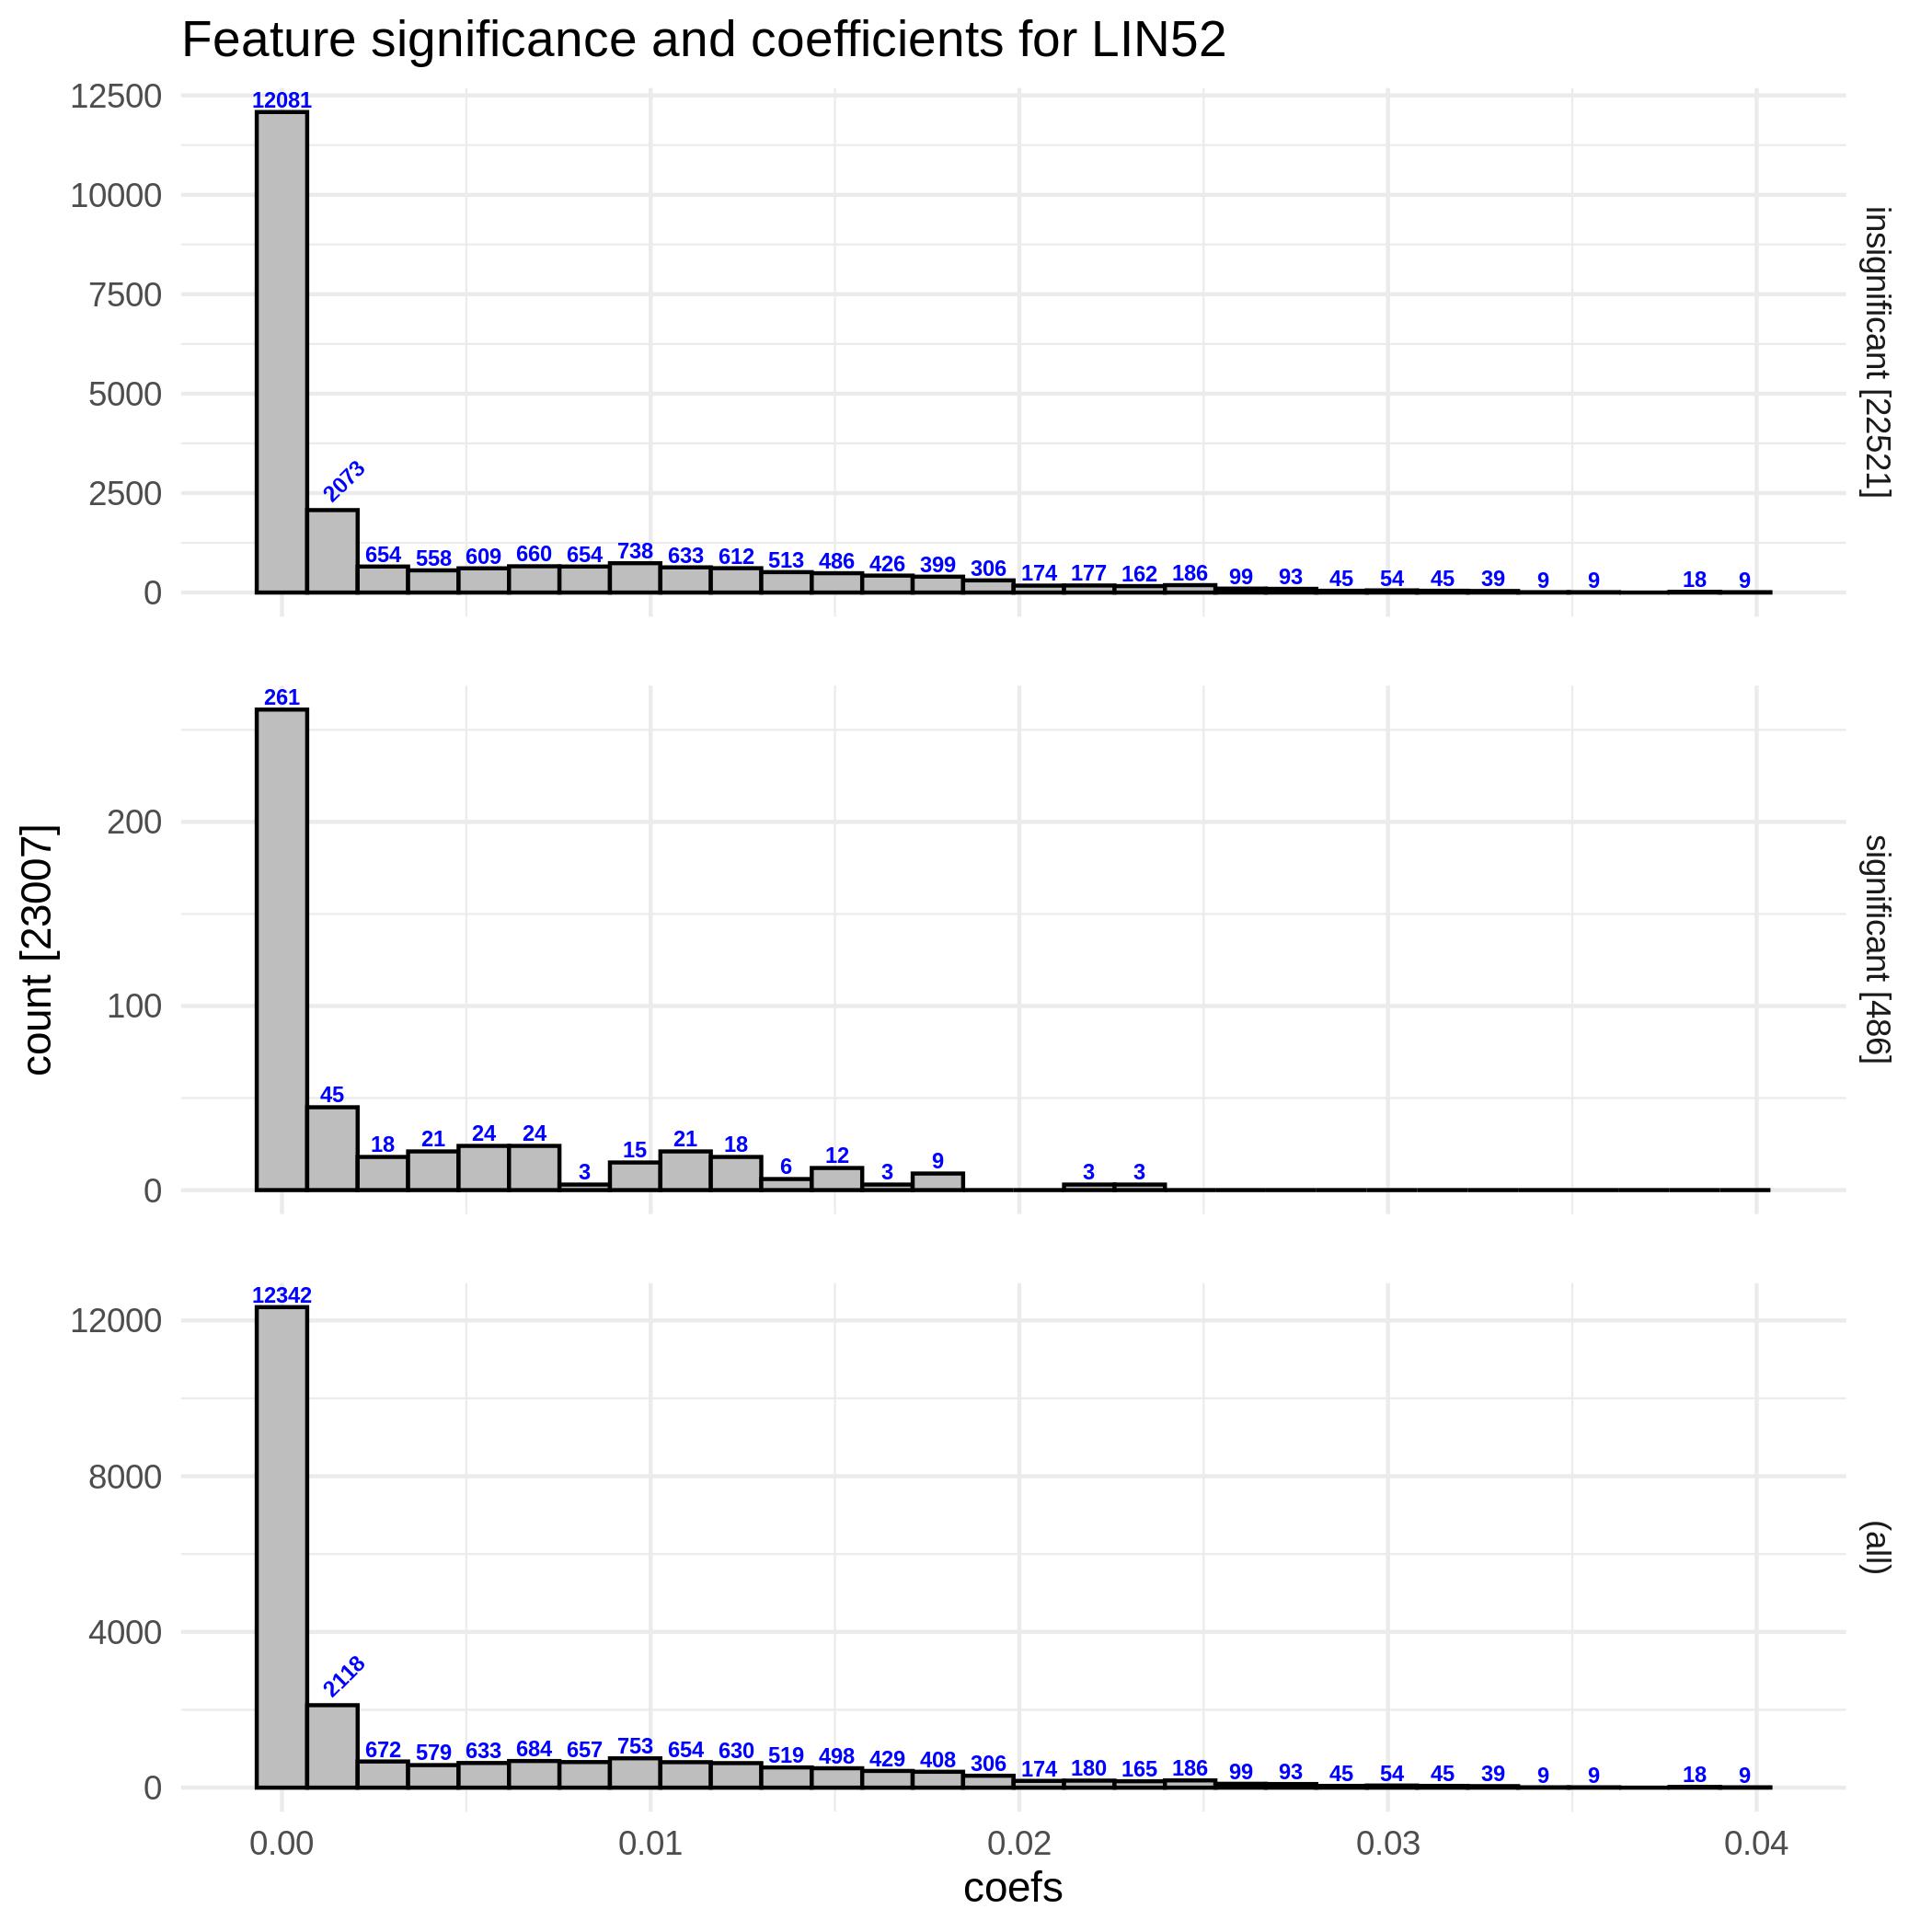 Feature significance and coefficients for LIN52
12500
10000
7500
5000
2500
0
12081
2073
654 558 609 660 654 738 633 612 513 486 426 399 306 174 177 162 186 99 93 45 54 45 39 9 9 18 9
insignificant [22521]
count [23007]
200
100
0
261
45
18 21 24 24 3 15 21 18 6 12 3 9 3 3
significant [486]
12000
8000
4000
0
12342
2118
672 579 633 684 657 753 654 630 519 498 429 408 306 174 180 165 186 99 93 45 54 45 39 9 9 18 9
(all)
0.00 0.01 0.02 0.03 0.04
coefs